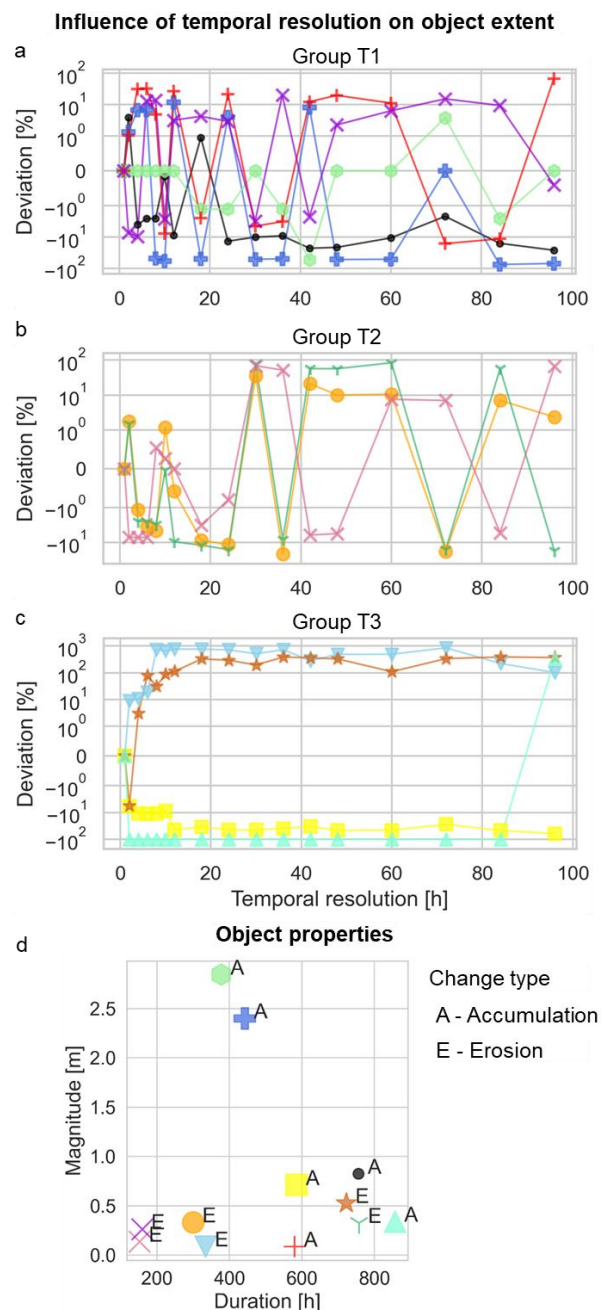 Influence of temporal resolution on object extent
a
Group T1
Deviation [%]
10²
10¹
10⁰
0
−10⁰
−10¹
−10²
0 20 40 60 80 100
b
Group T2
Deviation [%]
10²
10¹
10⁰
0
−10⁰
−10¹
0 20 40 60 80 100
c
Group T3
Deviation [%]
10³
10²
10¹
10⁰
0
−10⁰
−10¹
−10²
0 20 40 60 80 100
Temporal resolution [h]
d
Object properties
Magnitude [m]
2.5
2.0
1.5
1.0
0.5
0.0
A
A
A
A
E
E
E
E
E
E
A
A
200 400 600 800
Duration [h]
Change type
A - Accumulation
E - Erosion